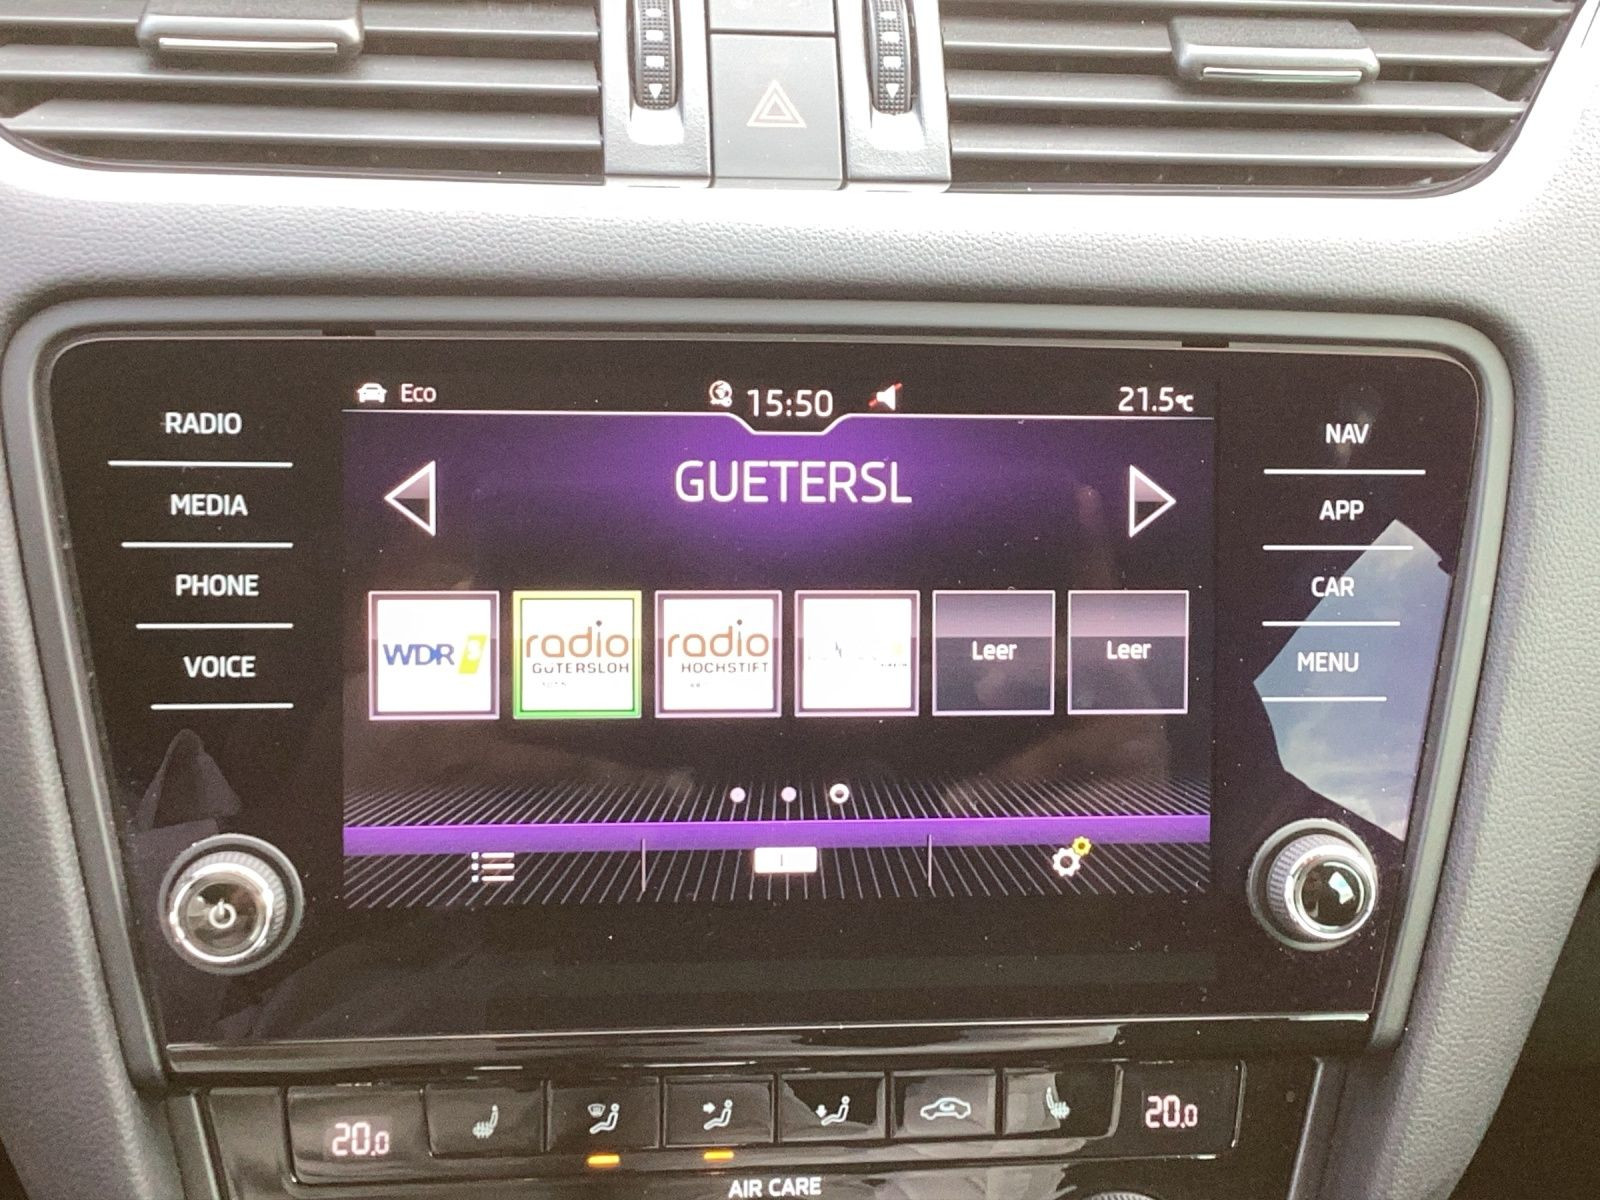 Eco
15:50
21.5°C
RADIO
MEDIA
PHONE
VOICE
GUETERSL
WDR 3
radio
GÜTERSLOH
radio
HOCHSTIFT
Leer
Leer
NAV
APP
CAR
MENU
20.0
20.0
AIR CARE